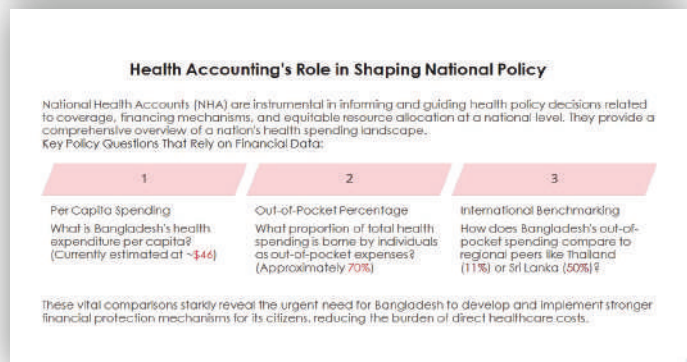 Health Accounting's Role in Shaping National Policy
National Health Accounts (NHA) are instrumental in informing and guiding health policy decisions related
to coverage, financing mechanisms, and equitable resource allocation at a national level. They provide a
comprehensive overview of a nation's health spending landscape.
Key Policy Questions That Rely on Financial Data:
1
2
3
Per Capita Spending
What is Bangladesh's health
expenditure per capita?
(Currently estimated at ~$46)
Out-of-Pocket Percentage
What proportion of total health
spending is borne by individuals
as out-of-pocket expenses?
(Approximately 70%)
International Benchmarking
How does Bangladesh's out-of-
pocket spending compare to
regional peers like Thailand
(11%) or Sri Lanka (50%)?
These vital comparisons starkly reveal the urgent need for Bangladesh to develop and implement stronger
financial protection mechanisms for its citizens, reducing the burden of direct healthcare costs.